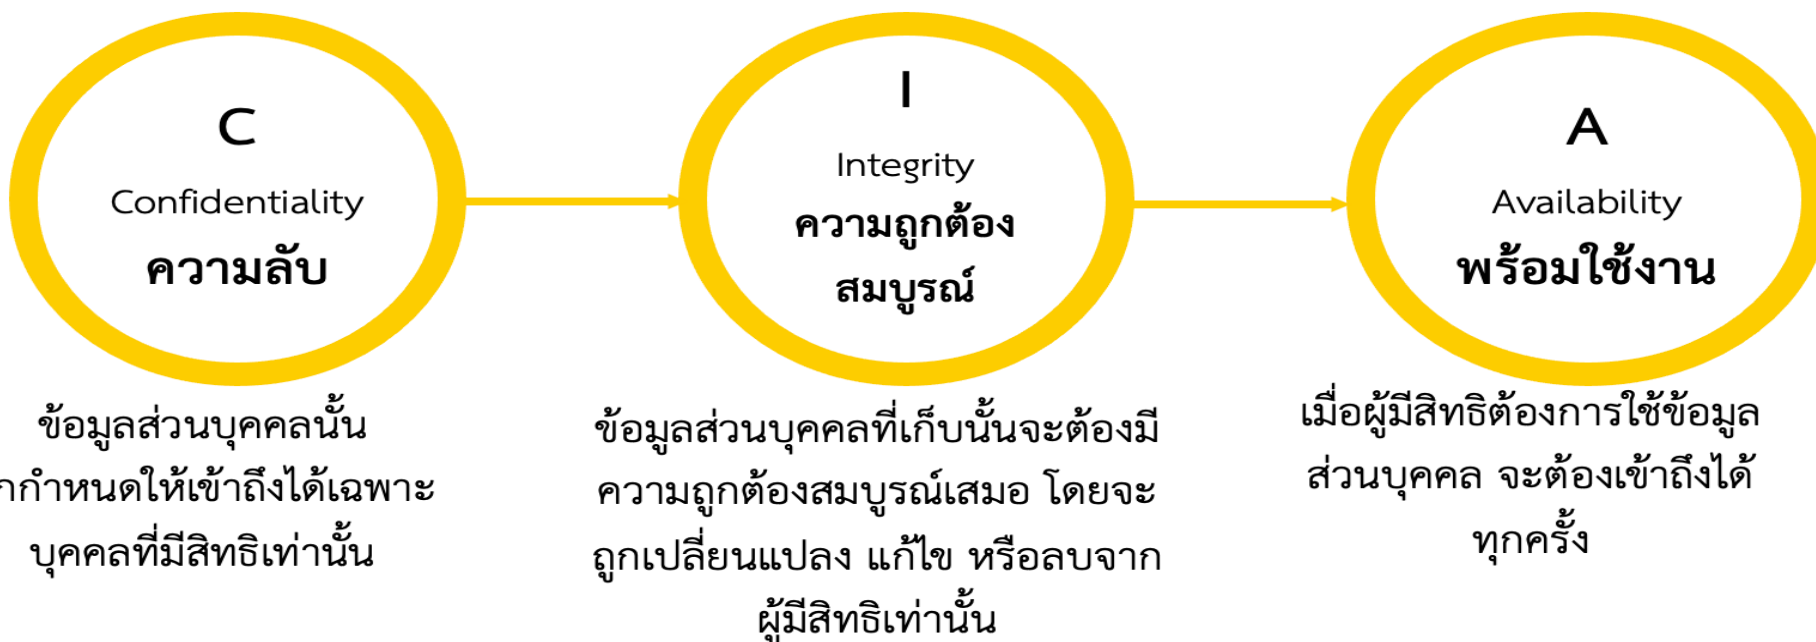 C
Confidentiality
ความลับ
ข้อมูลส่วนบุคคลนั้น
กำหนดให้เข้าถึงได้เฉพาะ
บุคคลที่มีสิทธิเท่านั้น
I
Integrity
ความถูกต้อง
สมบูรณ์
ข้อมูลส่วนบุคคลที่เก็บนั้นจะต้องมี
ความถูกต้องสมบูรณ์เสมอ โดยจะ
ถูกเปลี่ยนแปลง แก้ไข หรือลบจาก
ผู้มีสิทธิเท่านั้น
A
Availability
พร้อมใช้งาน
เมื่อผู้มีสิทธิต้องการใช้ข้อมูล
ส่วนบุคคล จะต้องเข้าถึงได้
ทุกครั้ง